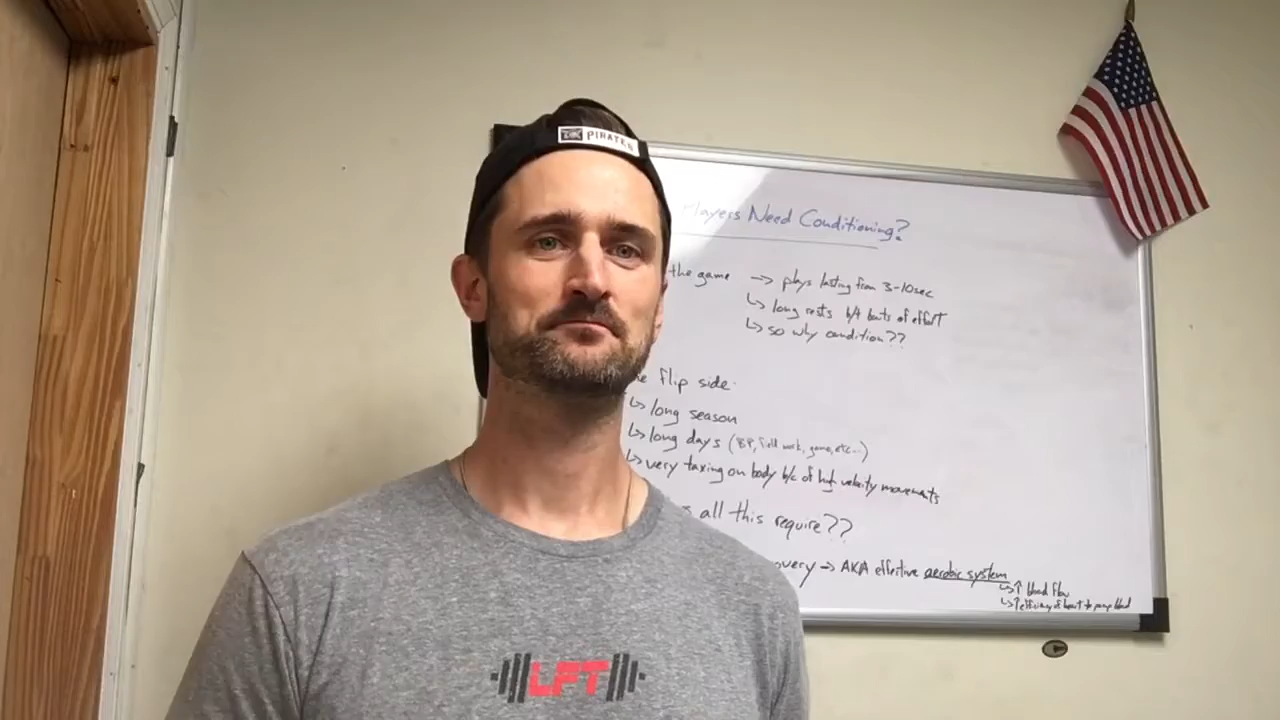 PIRATES
Players Need Conditioning?
the game → plays lasting from 3-10sec
↳ long rests b/t bouts of effort
↳ so why condition??
flip side
↳ long season
↳ long days (BP, full work, game, etc...)
↳ very taxing on body b/c of high velocity movements
all this require??
→ AKA effective aerobic system
↳ ↑ blood flow
↳ ↑ efficiency of heart to pump blood
LFT